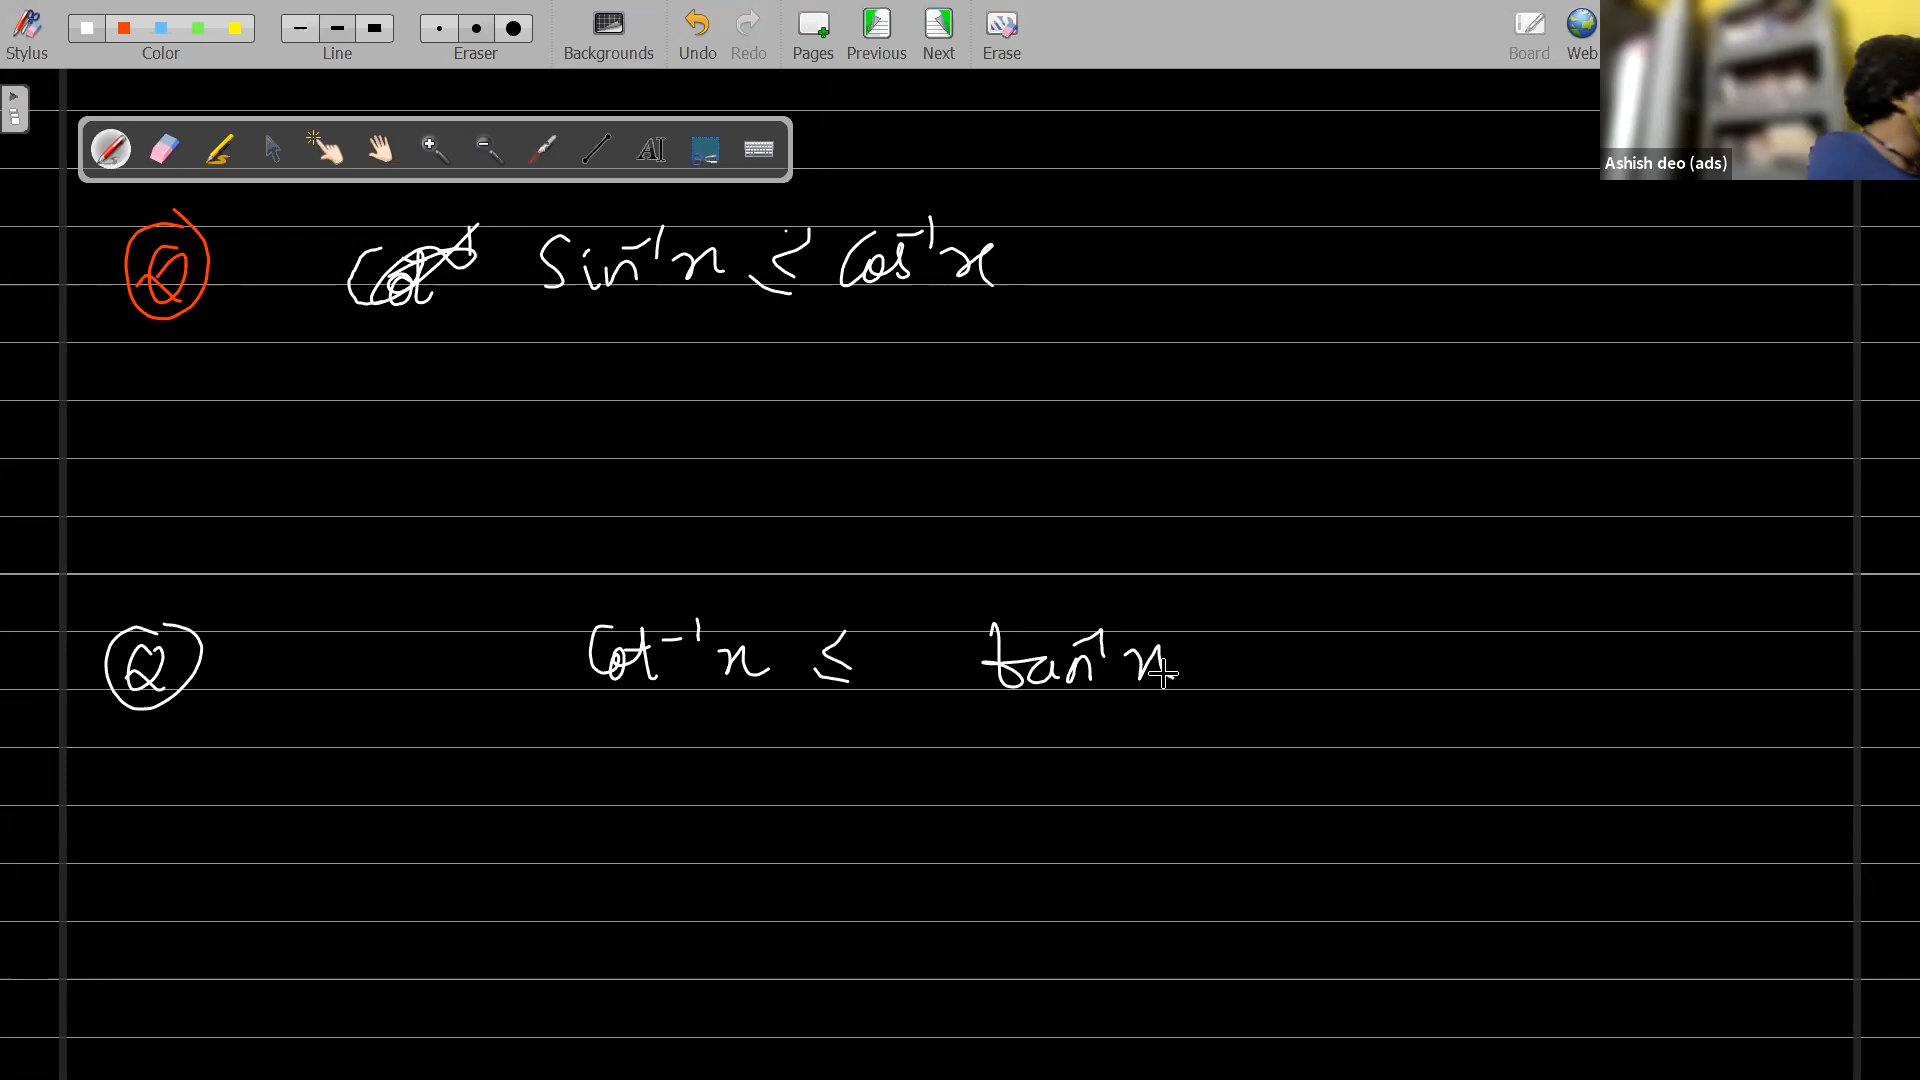 Stylus Color Line Eraser Backgrounds Undo Redo Pages Previous Next Erase Board Web
Ashish deo (ads)
Q Sin⁻¹x ≤ Cos⁻¹x
Q Cot⁻¹x ≤ tan⁻¹x